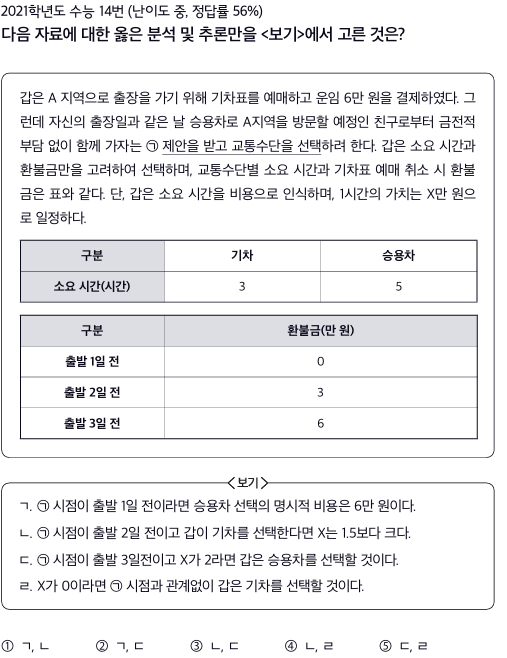 2021학년도 수능 14번 (난이도 중, 정답률 56%)
다음 자료에 대한 옳은 분석 및 추론만을 <보기>에서 고른 것은?
갑은 A 지역으로 출장을 가기 위해 기차표를 예매하고 운임 6만 원을 결제하였다. 그
런데 자신의 출장일과 같은 날 승용차로 A지역을 방문할 예정인 친구로부터 금전적
부담 없이 함께 가자는 ㉠ 제안을 받고 교통수단을 선택하려 한다. 갑은 소요 시간과
환불금만을 고려하여 선택하며, 교통수단별 소요 시간과 기차표 예매 취소 시 환불
금은 표와 같다. 단, 갑은 소요 시간을 비용으로 인식하며, 1시간의 가치는 X만 원으
로 일정하다.
구분 기차 승용차
소요 시간(시간) 3 5
구분 환불금(만 원)
출발 1일 전 0
출발 2일 전 3
출발 3일 전 6
<보기>
ㄱ. ㉠ 시점이 출발 1일 전이라면 승용차 선택의 명시적 비용은 6만 원이다.
ㄴ. ㉠ 시점이 출발 2일 전이고 갑이 기차를 선택한다면 X는 1.5보다 크다.
ㄷ. ㉠ 시점이 출발 3일전이고 X가 2라면 갑은 승용차를 선택할 것이다.
ㄹ. X가 0이라면 ㉠ 시점과 관계없이 갑은 기차를 선택할 것이다.
① ㄱ, ㄴ ② ㄱ, ㄷ ③ ㄴ, ㄷ ④ ㄴ, ㄹ ⑤ ㄷ, ㄹ